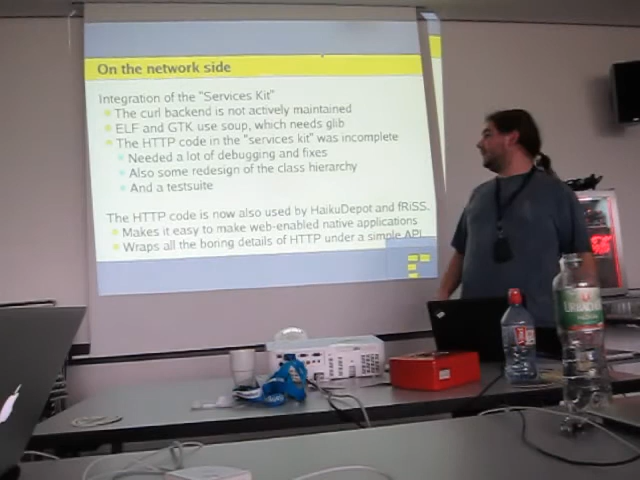 On the network side
Integration of the "Services Kit"
The curl backend is not actively maintained
ELF and GTK use soup, which needs glib
The HTTP code in the "services kit" was incomplete
Needed a lot of debugging and fixes
Also some redesign of the class hierarchy
And a testsuite
The HTTP code is now also used by HaikuDepot and fRiSS.
Makes it easy to make web-enabled native applications
Wraps all the boring details of HTTP under a simple API